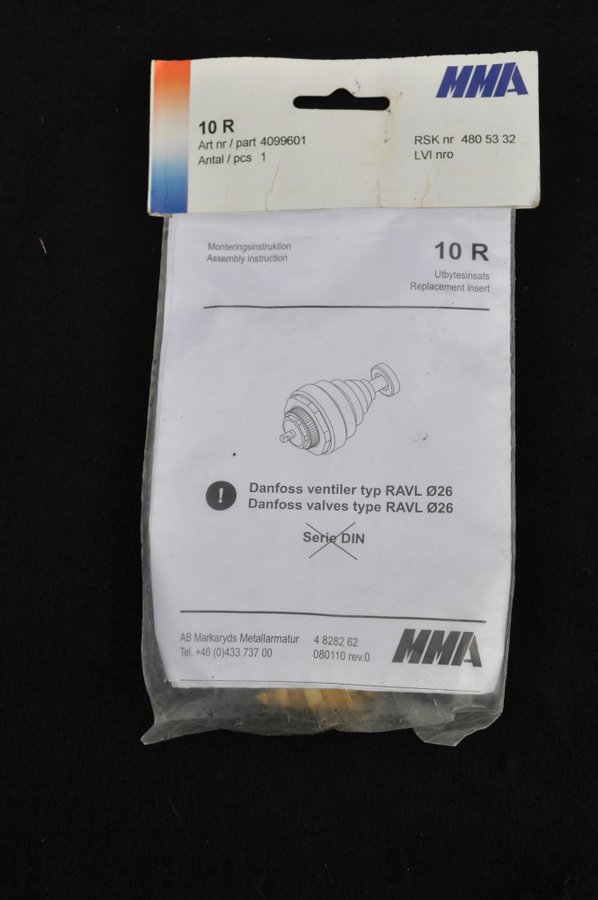 MMA
10 R
Art nr / part 4099601
Antal / pcs 1
RSK nr 480 53 32
LVI nro
Monteringsinstruktion
Assembly instruction
10 R
Utbytesinsats
Replacement insert
!
Danfoss ventiler typ RAVL Ø26
Danfoss valves type RAVL Ø26
Serie DIN
AB Markaryds Metallarmatur
Tel. +46 (0)433 737 00
4 8282 62
080110 rev.0
MMA